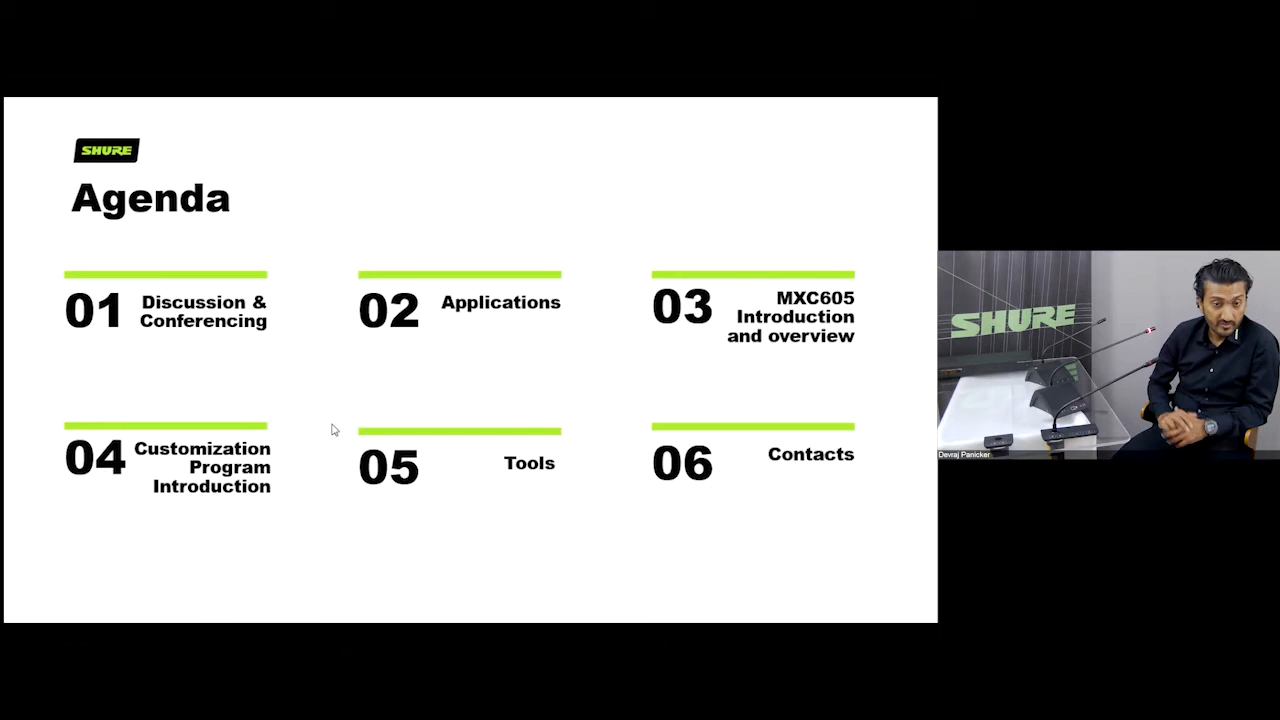 SHURE
Agenda
01
Discussion &
Conferencing
02
Applications
03
MXC605
Introduction
and overview
04
Customization
Program
Introduction
05
Tools
06
Contacts
SHURE
Devraj Panicker